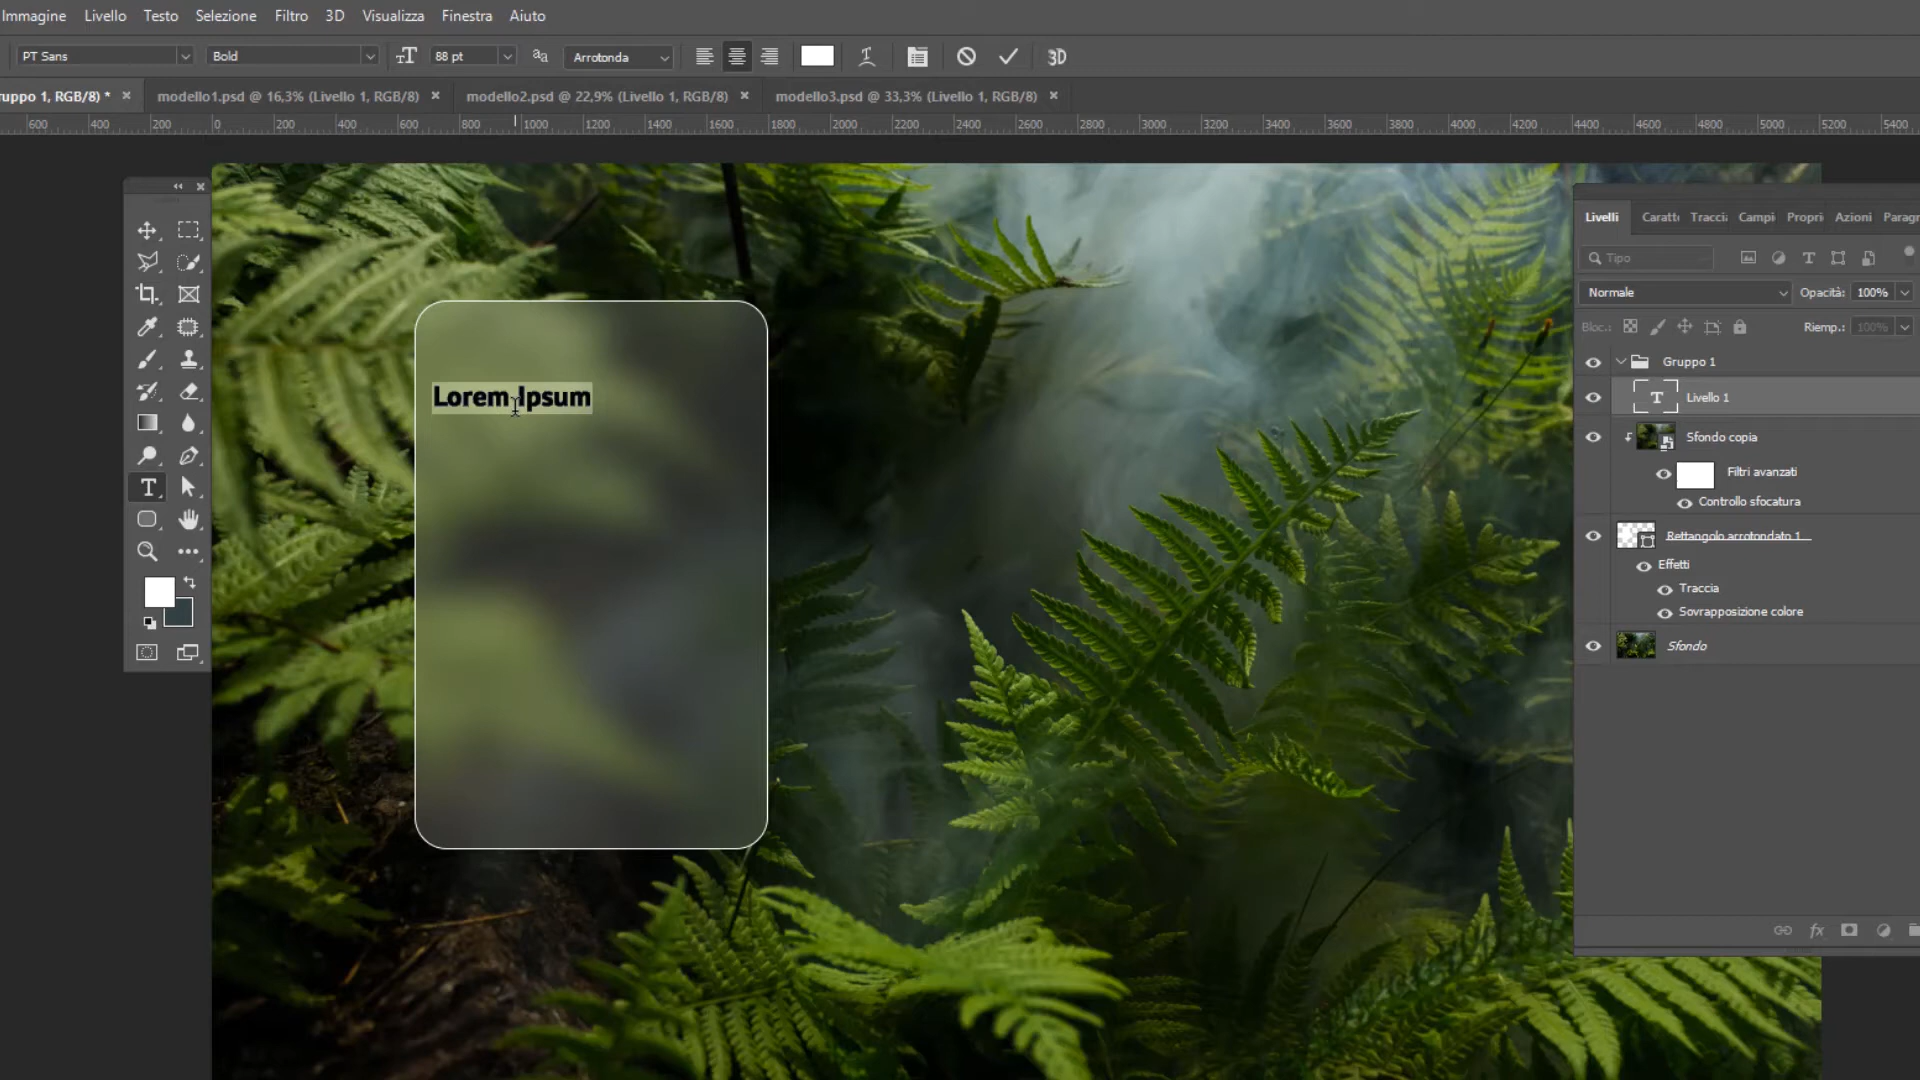 Immagine Livello Testo Selezione Filtro 3D Visualizza Finestra Aiuto
PT Sans Bold 88 pt Arrotonda 3D
ruppo 1, RGB/8) * modello1.psd @ 16,3% (Livello 1, RGB/8) modello2.psd @ 22,9% (Livello 1, RGB/8) modello3.psd @ 33,3% (Livello 1, RGB/8)
600 400 200 0 200 400 600 800 1000 1200 1400 1600 1800 2000 2200 2400 2600 2800 3000 3200 3400 3600 3800 4000 4200 4400 4600 4800 5000 5200 5400
Livelli Caratt Traccia Campi Propri Azioni Paragr
Tipo
Normale Opacità: 100%
Bloc.: Riemp.: 100%
Gruppo 1
Livello 1
Sfondo copia
Filtri avanzati
Controllo sfocatura
Rettangolo arrotondato 1
Effetti
Traccia
Sovrapposizione colore
Sfondo
fx
Lorem Ipsum